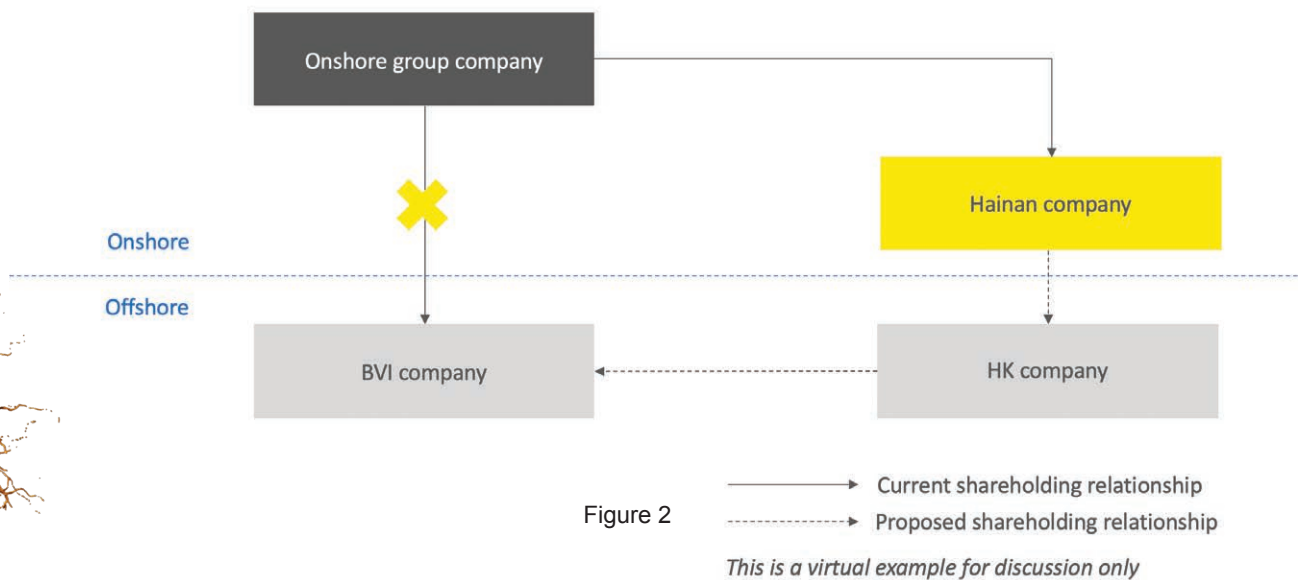 Onshore group company
Hainan company
Onshore
Offshore
BVI company
HK company
Current shareholding relationship
Figure 2
Proposed shareholding relationship
This is a virtual example for discussion only